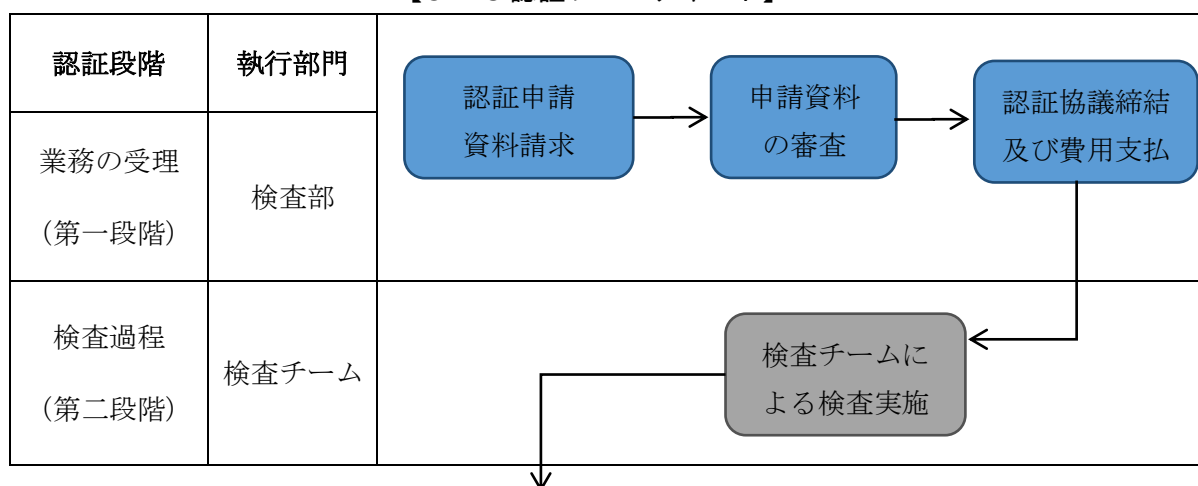 認証段階
執行部門
認証申請
資料請求
申請資料
の審査
認証協議締結
及び費用支払
業務の受理
(第一段階)
検査部
検査過程
(第二段階)
検査チーム
検査チームに
よる検査実施